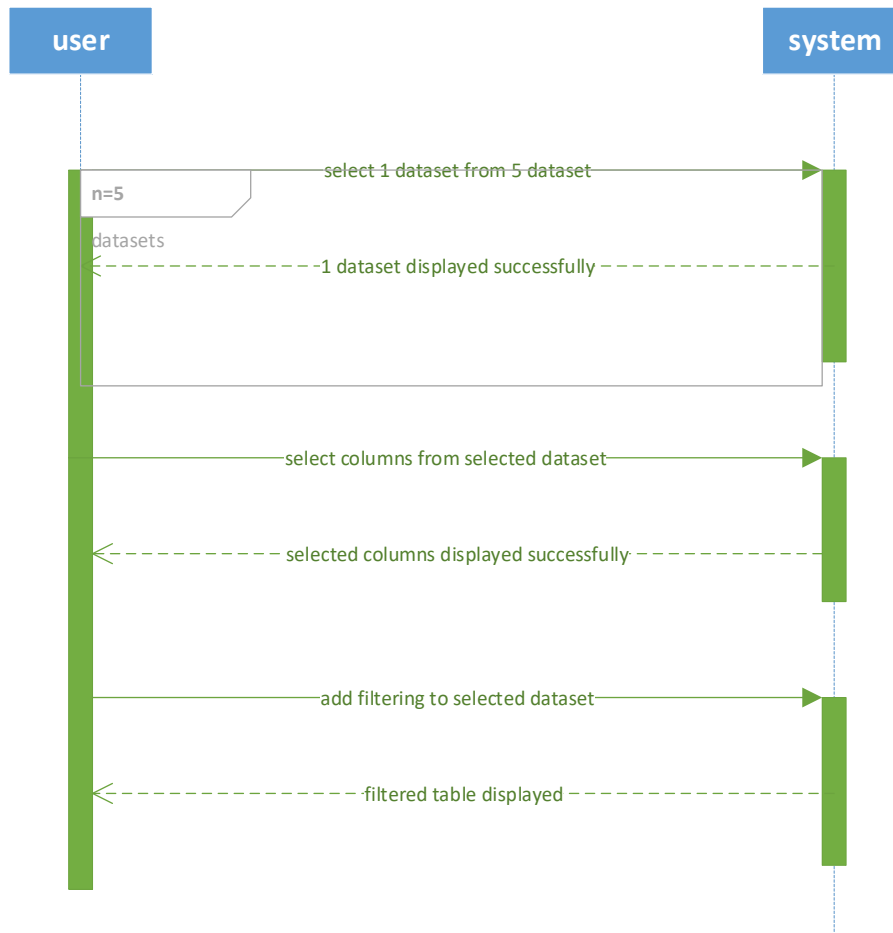 user
system
select 1 dataset from 5 dataset
n=5
datasets
1 dataset displayed successfully
select columns from selected dataset
selected columns displayed successfully
add filtering to selected dataset
filtered table displayed